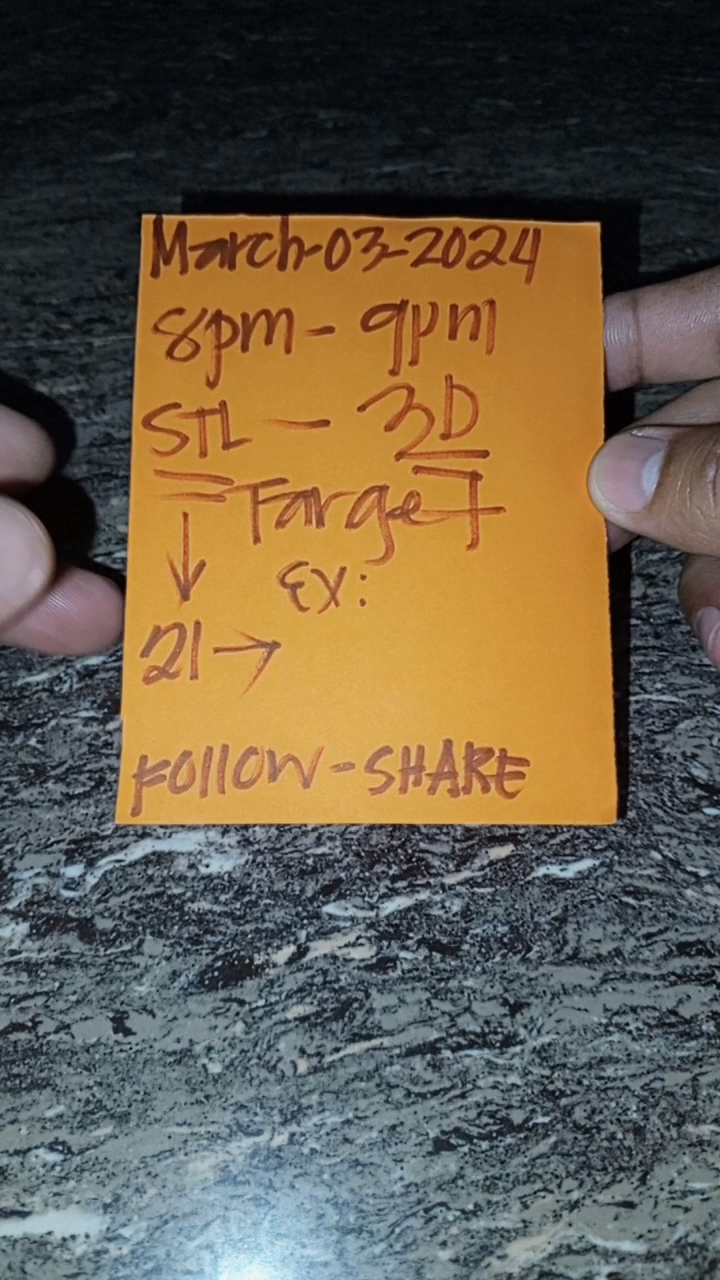 March-03-2024
8pm - 9pm
STL - 3D
Target
Ex:
21 →
FOllOW - SHARE